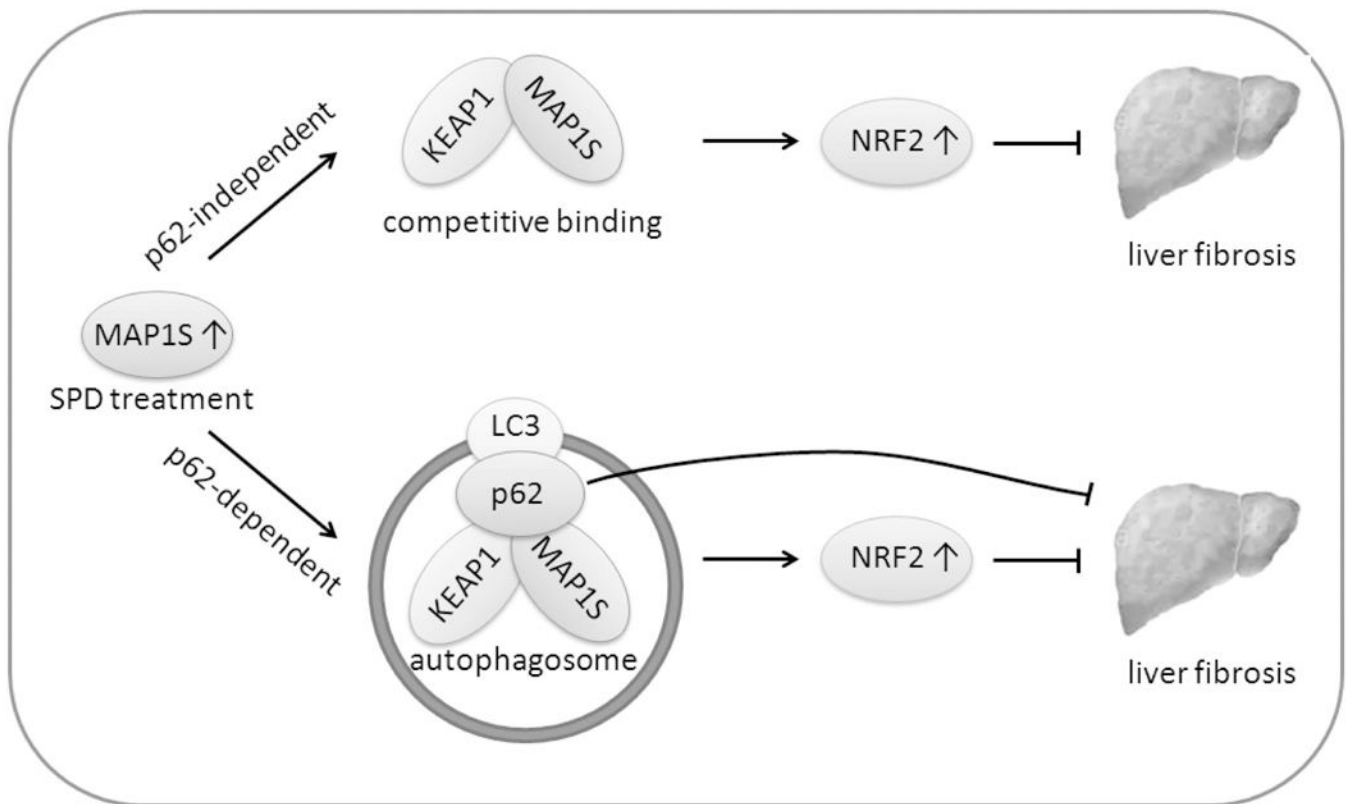 p62-independent
KEAP1
MAP1S
competitive binding
NRF2 ↑
liver fibrosis
MAP1S ↑
SPD treatment
p62-dependent
LC3
p62
KEAP1
MAP1S
autophagosome
NRF2 ↑
liver fibrosis